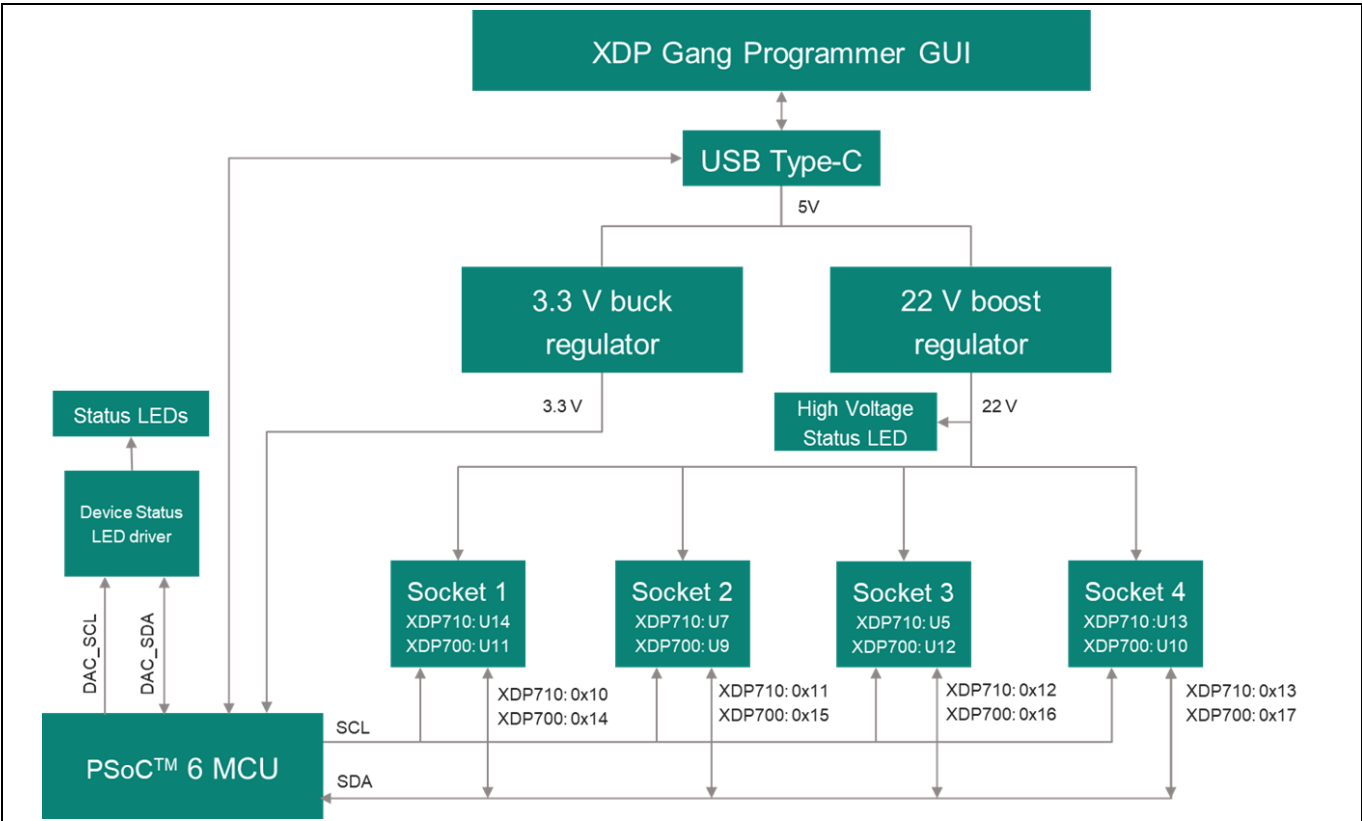 XDP Gang Programmer GUI
USB Type-C
5V
3.3 V buck
regulator
22 V boost
regulator
3.3 V
22 V
High Voltage
Status LED
Status LEDs
Device Status
LED driver
DAC_SCL
DAC_SDA
Socket 1
XDP710: U14
XDP700: U11
Socket 2
XDP710: U7
XDP700: U9
Socket 3
XDP710: U5
XDP700: U12
Socket 4
XDP710: U13
XDP700: U10
XDP710: 0x10
XDP700: 0x14
XDP710: 0x11
XDP700: 0x15
XDP710: 0x12
XDP700: 0x16
XDP710: 0x13
XDP700: 0x17
SCL
SDA
PSoC™ 6 MCU